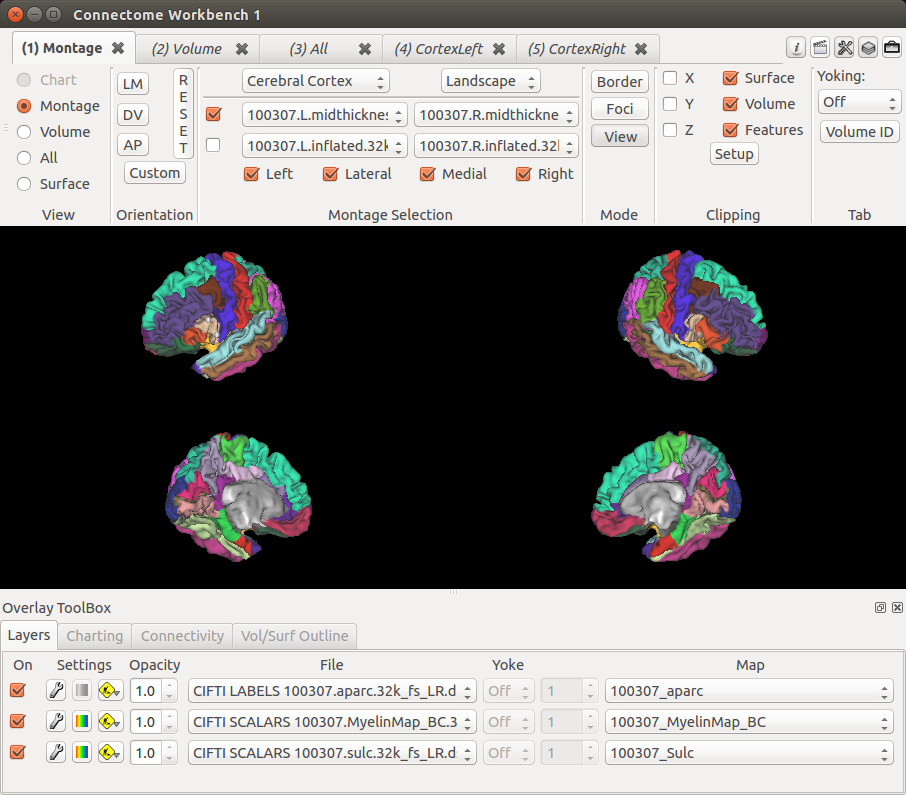 Connectome Workbench 1
(1) Montage (2) Volume (3) All (4) CortexLeft (5) CortexRight
Chart
Montage
Volume
All
Surface
View
LM
DV
AP
RESET
Custom
Orientation
Cerebral Cortex Landscape
100307.L.midthicknes 100307.R.midthickne
100307.L.inflated.32k 100307.R.inflated.32
Left Lateral Medial Right
Montage Selection
Border
Foci
View
Mode
X Surface
Y Volume
Z Features
Setup
Clipping
Yoking:
Off
Volume ID
Tab
Overlay ToolBox
Layers Charting Connectivity Vol/Surf Outline
On Settings Opacity File Yoke Map
1.0 CIFTI LABELS 100307.aparc.32k_fs_LR.d Off 1 100307_aparc
1.0 CIFTI SCALARS 100307.MyelinMap_BC.3 Off 1 100307_MyelinMap_BC
1.0 CIFTI SCALARS 100307.sulc.32k_fs_LR.d Off 1 100307_Sulc